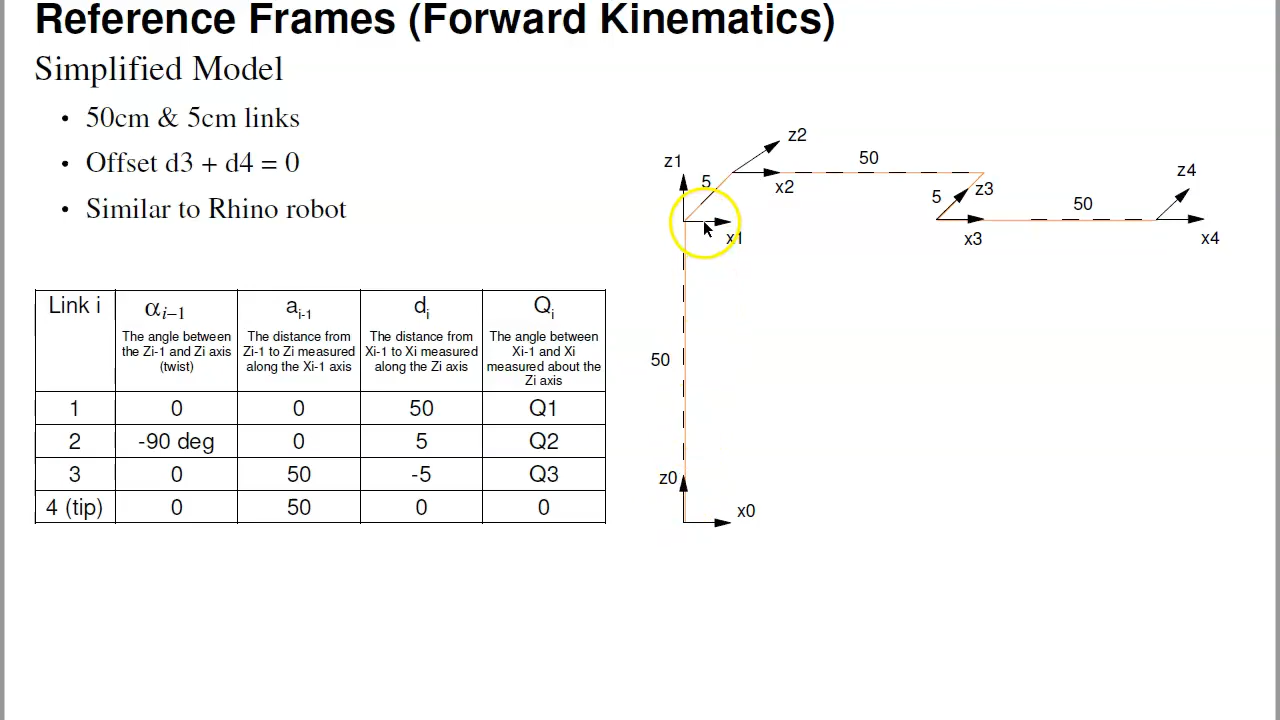 Reference Frames (Forward Kinematics)
Simplified Model
• 50cm & 5cm links
• Offset d3 + d4 = 0
• Similar to Rhino robot
Link i αi–1 ai-1 di Qi
The angle between the Zi-1 and Zi axis (twist)
The distance from Zi-1 to Zi measured along the Xi-1 axis
The distance from Xi-1 to Xi measured along the Zi axis
The angle between Xi-1 and Xi measured about the Zi axis
1 0 0 50 Q1
2 -90 deg 0 5 Q2
3 0 50 -5 Q3
4 (tip) 0 50 0 0
z2
z1
50
z4
5
x2
5
z3
50
x1
x3
x4
50
z0
x0